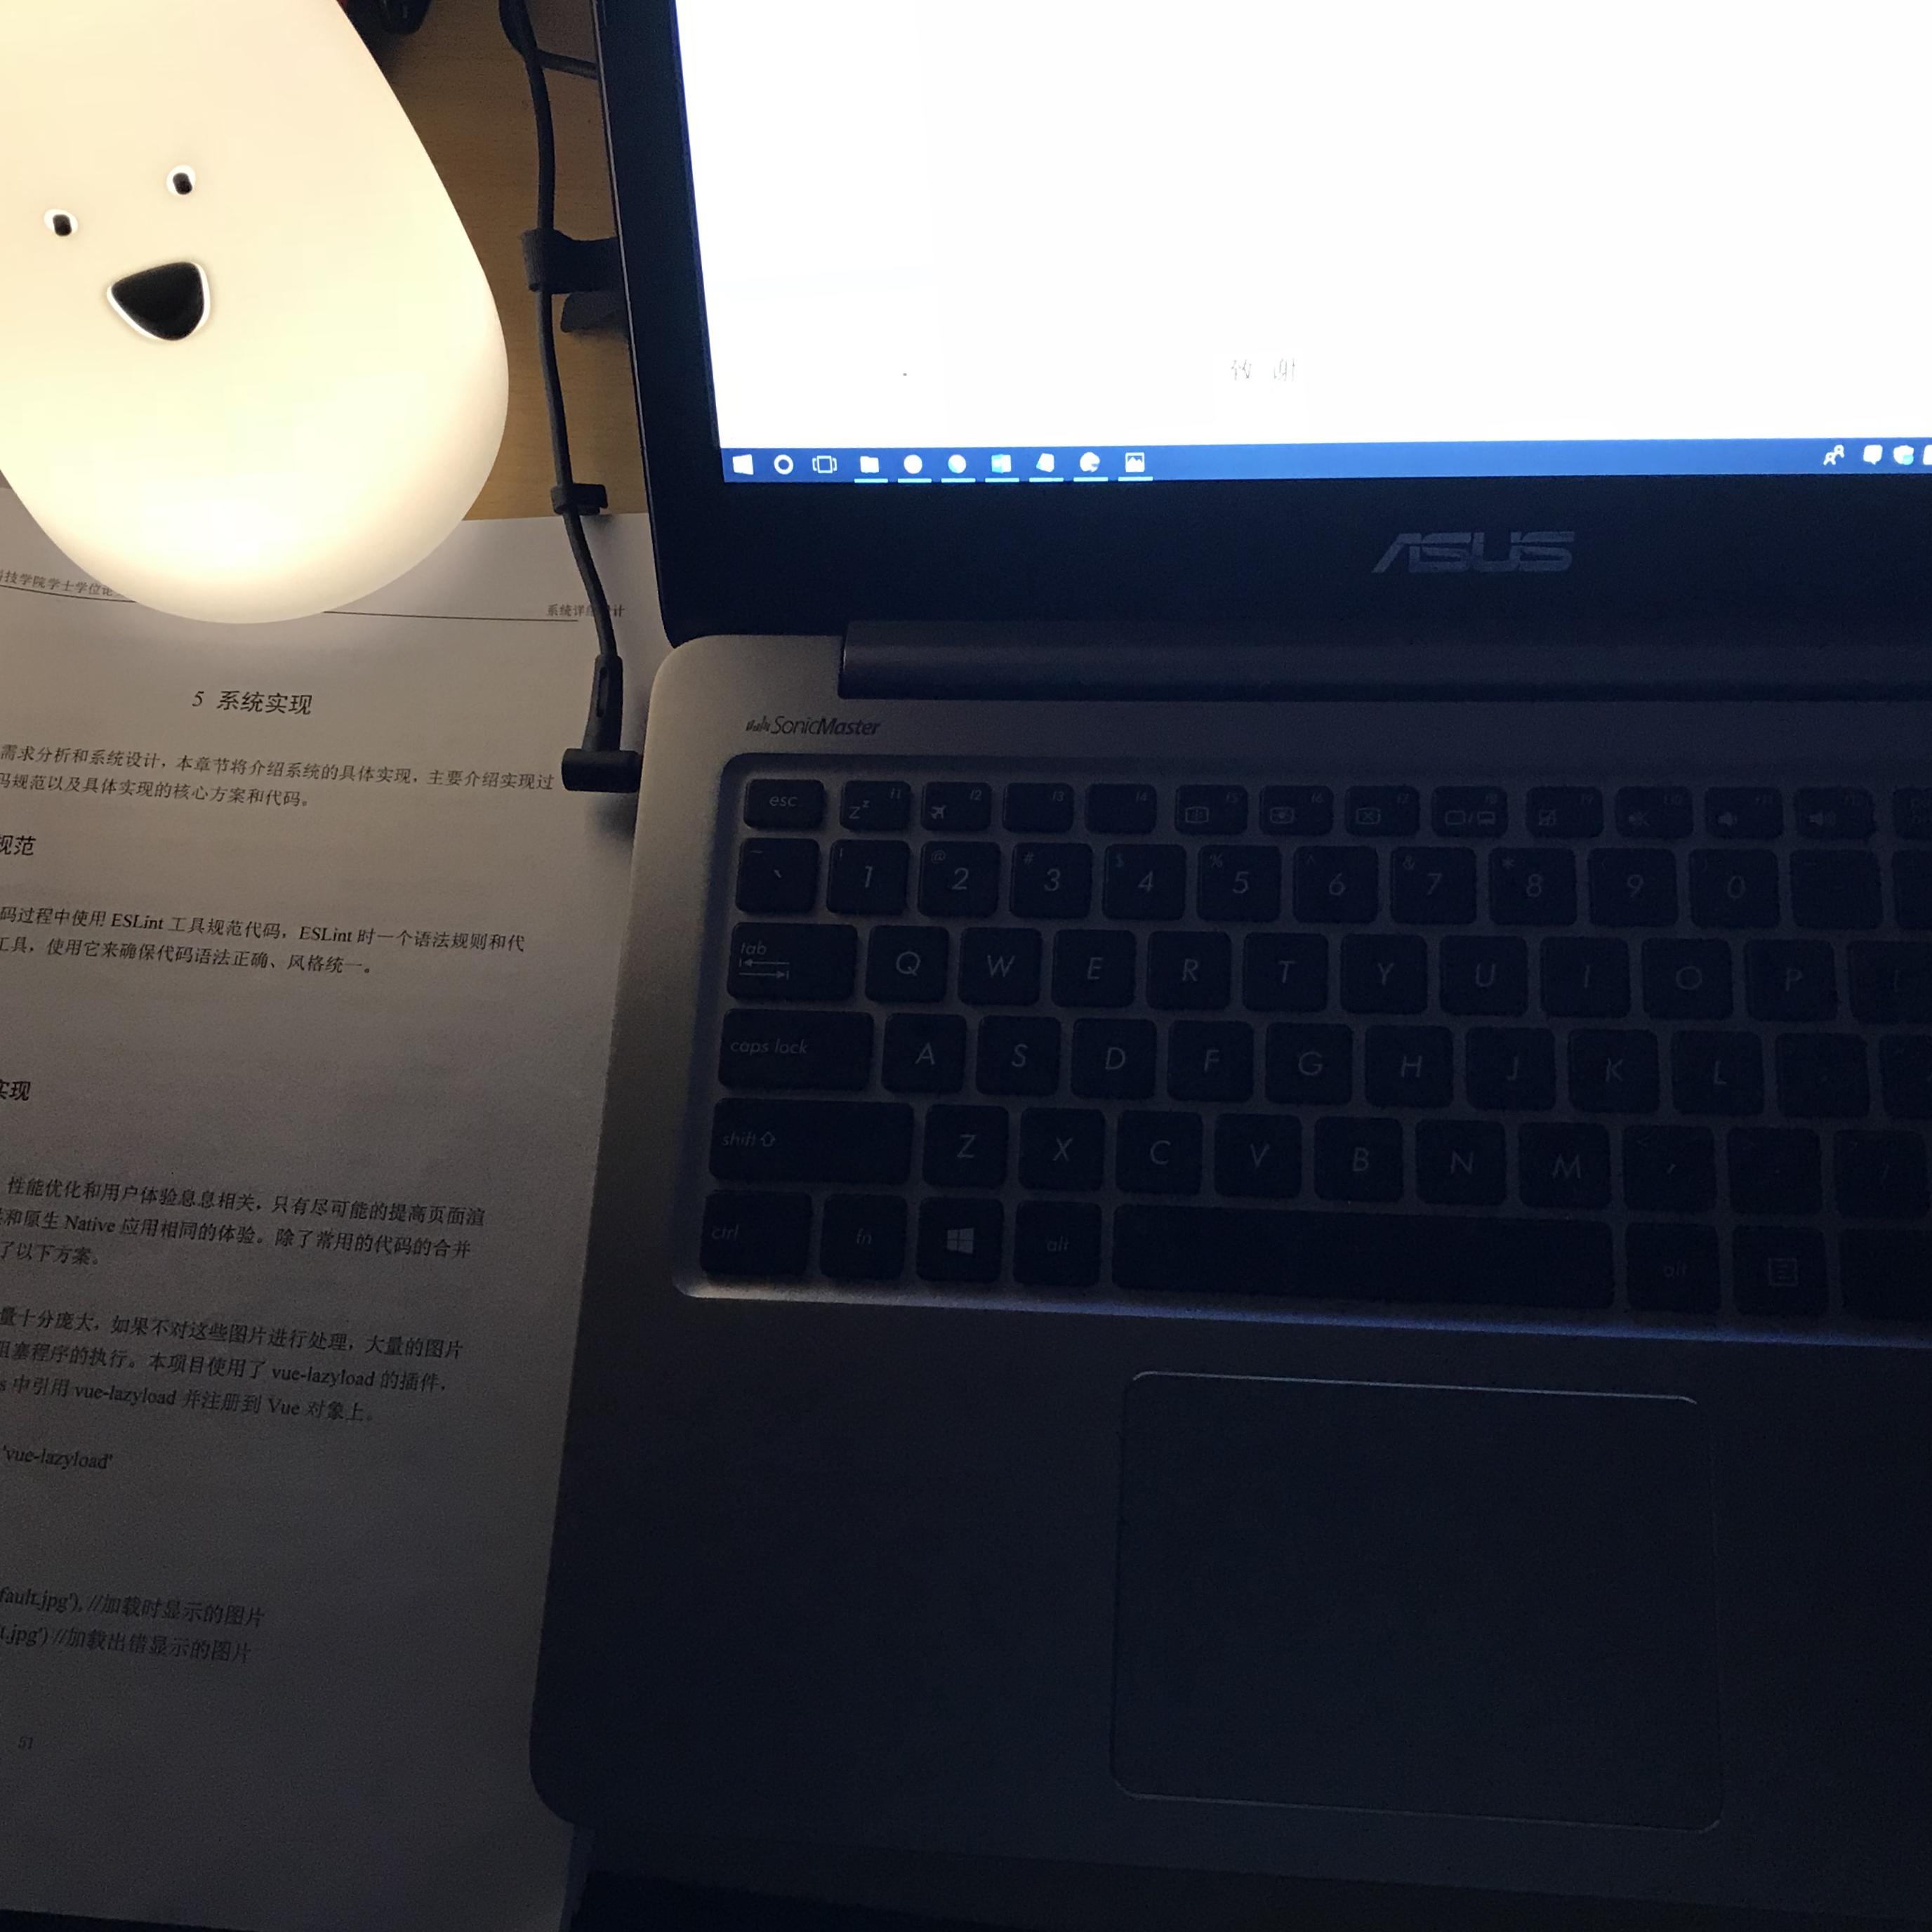 致 谢
ASUS
SonicMaster
技学院学士学位论
系统详
计
5 系统实现
需求分析和系统设计，本章节将介绍系统的具体实现，主要介绍实现过
码规范以及具体实现的核心方案和代码。
规范
码过程中使用 ESLint 工具规范代码，ESLint 时一个语法规则和代
工具，使用它来确保代码语法正确、风格统一。
实现
性能优化和用户体验息息相关，只有尽可能的提高页面渲
和原生 Native 应用相同的体验。除了常用的代码的合并
了以下方案。
量十分庞大，如果不对这些图片进行处理，大量的图片
阻塞程序的执行。本项目使用了 vue-lazyload 的插件，
s 中引用 vue-lazyload 并注册到 Vue 对象上。
'vue-lazyload'
fault.jpg'), //加载时显示的图片
t.jpg') //加载出错显示的图片
51
esc f1 f2 f3 f4 f5 f6 f7 f8 f9
~ ` ! 1 @ 2 # 3 $ 4 % 5 ^ 6 & 7 * 8 9 0
tab Q W E R T Y U I O P
caps lock A S D F G H J K L
shift Z X C V B N M ,
ctrl fn alt alt